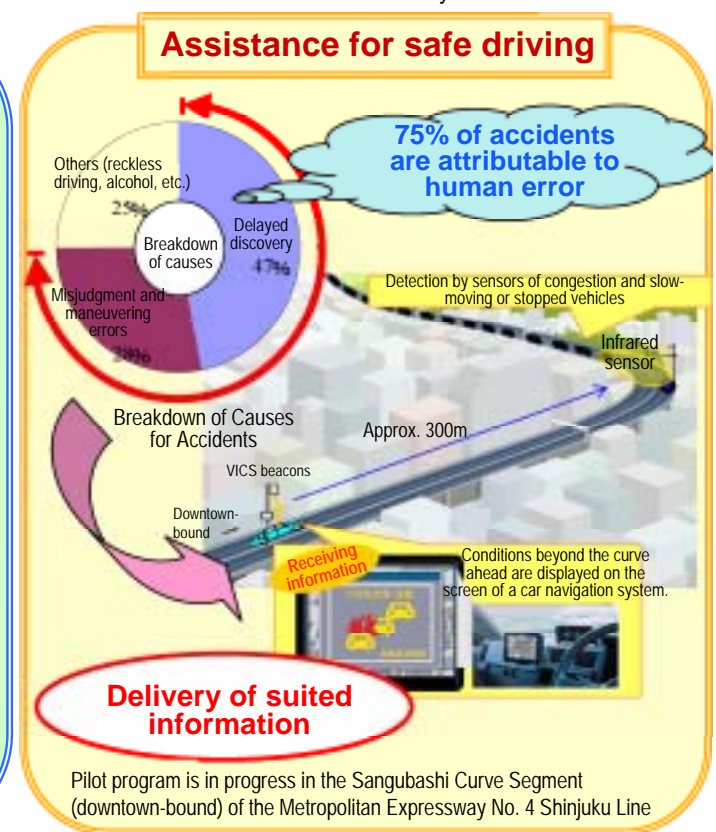 Assistance for safe driving
75% of accidents
are attributable to
human error
Others (reckless
driving, alcohol, etc.)
25%
Breakdown
of causes
Delayed
discovery
47%
Misjudgment and
maneuvering
errors
Detection by sensors of congestion and slow-
moving or stopped vehicles
Infrared
sensor
Breakdown of Causes
for Accidents
Approx. 300m
VICS beacons
Downtown-
bound
Receiving
information
Conditions beyond the curve
ahead are displayed on the
screen of a car navigation system.
Delivery of suited
information
Pilot program is in progress in the Sangubashi Curve Segment
(downtown-bound) of the Metropolitan Expressway No. 4 Shinjuku Line